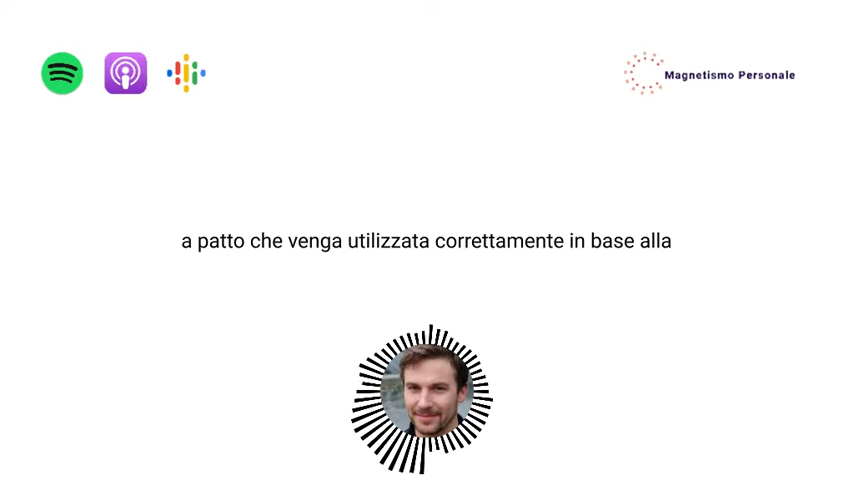 Magnetismo Personale
a patto che venga utilizzata correttamente in base alla